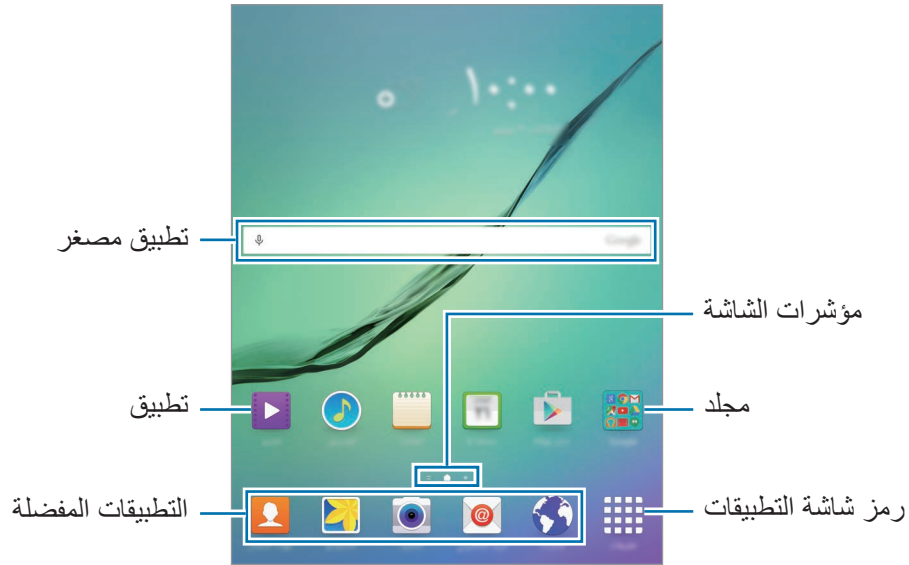 تطبيق مصغر
مؤشرات الشاشة
تطبيق
مجلد
التطبيقات المفضلة
رمز شاشة التطبيقات